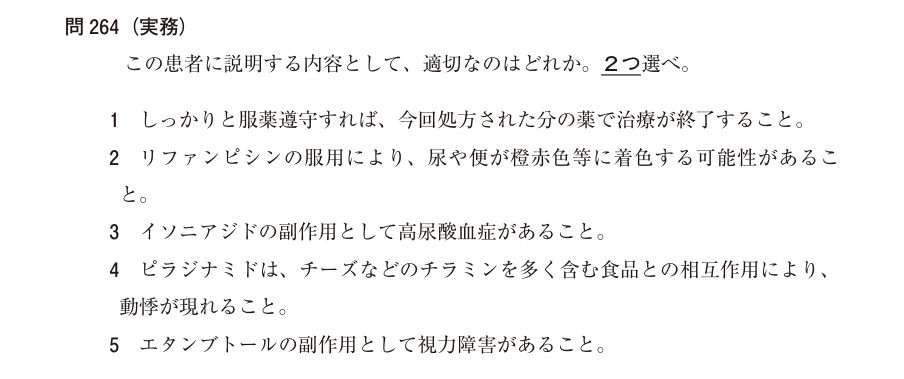 問 264（実務）
この患者に説明する内容として、適切なのはどれか。２つ選べ。
1　しっかりと服薬遵守すれば、今回処方された分の薬で治療が終了すること。
2　リファンピシンの服用により、尿や便が橙赤色等に着色する可能性があるこ
と。
3　イソニアジドの副作用として高尿酸血症があること。
4　ピラジナミドは、チーズなどのチラミンを多く含む食品との相互作用により、
動悸が現れること。
5　エタンブトールの副作用として視力障害があること。